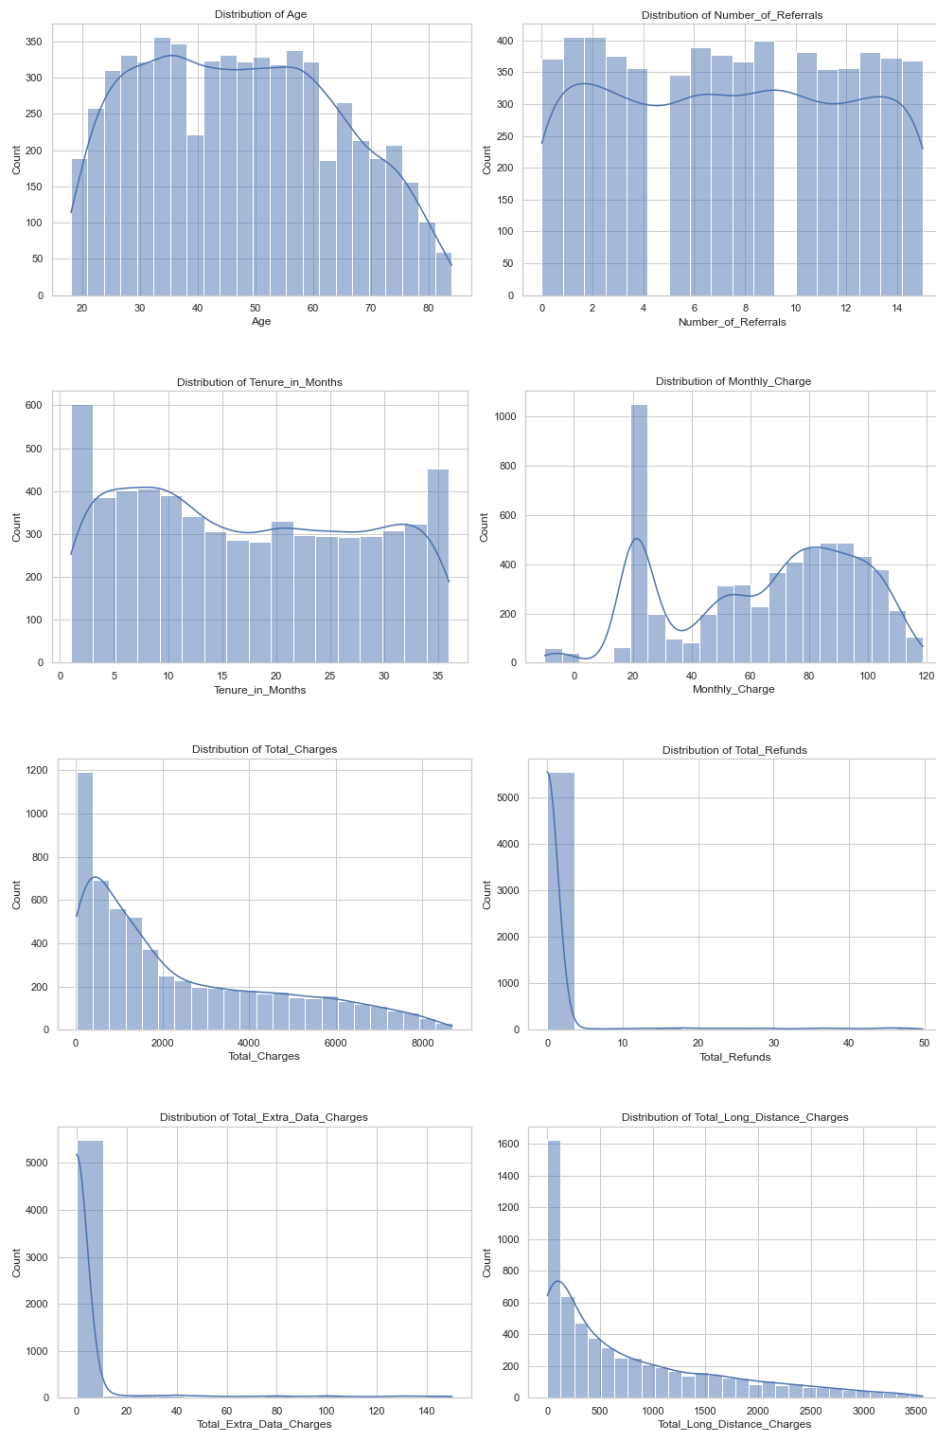 Distribution of Age
350
300
250
200
150
100
50
0
Count
20 30 40 50 60 70 80
Age
Distribution of Number_of_Referrals
400
350
300
250
200
150
100
50
0
Count
0 2 4 6 8 10 12 14
Number_of_Referrals
Distribution of Tenure_in_Months
600
500
400
300
200
100
0
Count
0 5 10 15 20 25 30 35
Tenure_in_Months
Distribution of Monthly_Charge
1000
800
600
400
200
0
Count
0 20 40 60 80 100 120
Monthly_Charge
Distribution of Total_Charges
1200
1000
800
600
400
200
0
Count
0 2000 4000 6000 8000
Total_Charges
Distribution of Total_Refunds
5000
4000
3000
2000
1000
0
Count
0 10 20 30 40 50
Total_Refunds
Distribution of Total_Extra_Data_Charges
5000
4000
3000
2000
1000
0
Count
0 20 40 60 80 100 120 140
Total_Extra_Data_Charges
Distribution of Total_Long_Distance_Charges
1600
1400
1200
1000
800
600
400
200
0
Count
0 500 1000 1500 2000 2500 3000 3500
Total_Long_Distance_Charges